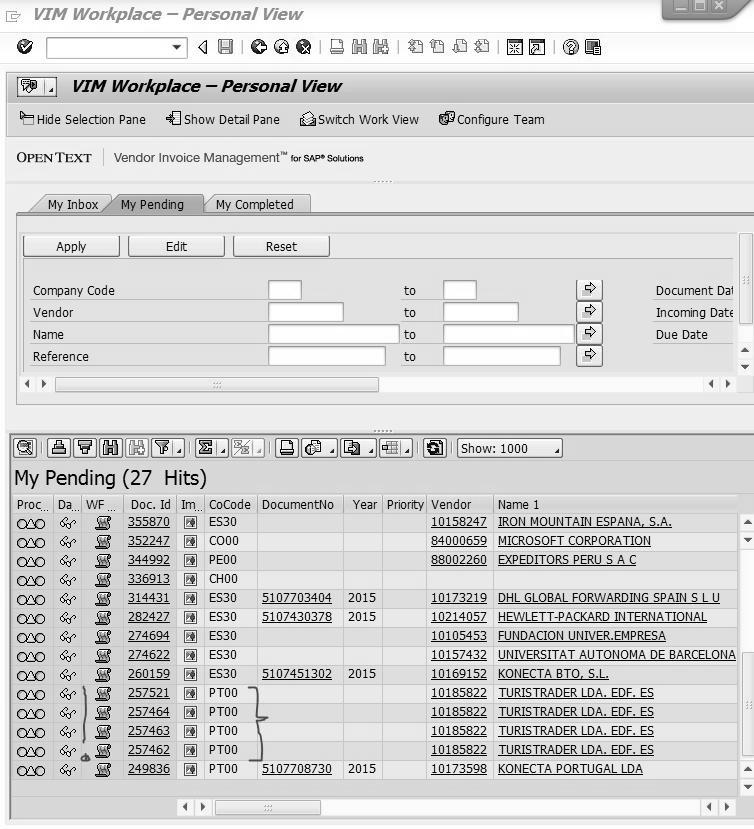 VIM Workplace – Personal View
VIM Workplace – Personal View
Hide Selection Pane Show Detail Pane Switch Work View Configure Team
OPEN TEXT Vendor Invoice Management™ for SAP® Solutions
My Inbox My Pending My Completed
Apply Edit Reset
Company Code to Document Dat
Vendor to Incoming Date
Name to Due Date
Reference to
Show: 1000
My Pending (27 Hits)
Proc... Da... WF ... Doc. Id Im... CoCode DocumentNo Year Priority Vendor Name 1
355870 ES30 10158247 IRON MOUNTAIN ESPANA, S.A.
352247 CO00 84000659 MICROSOFT CORPORATION
344992 PE00 88002260 EXPEDITORS PERU S A C
336913 CH00
314431 ES30 5107703404 2015 10173219 DHL GLOBAL FORWARDING SPAIN S L U
282427 ES30 5107430378 2015 10214057 HEWLETT-PACKARD INTERNATIONAL
274694 ES30 10105453 FUNDACION UNIVER.EMPRESA
274622 ES30 10157432 UNIVERSITAT AUTONOMA DE BARCELONA
260159 ES30 5107451302 2015 10169152 KONECTA BTO, S.L.
257521 PT00 10185822 TURISTRADER LDA. EDF. ES
257464 PT00 10185822 TURISTRADER LDA. EDF. ES
257463 PT00 10185822 TURISTRADER LDA. EDF. ES
257462 PT00 10185822 TURISTRADER LDA. EDF. ES
249836 PT00 5107708730 2015 10173598 KONECTA PORTUGAL LDA